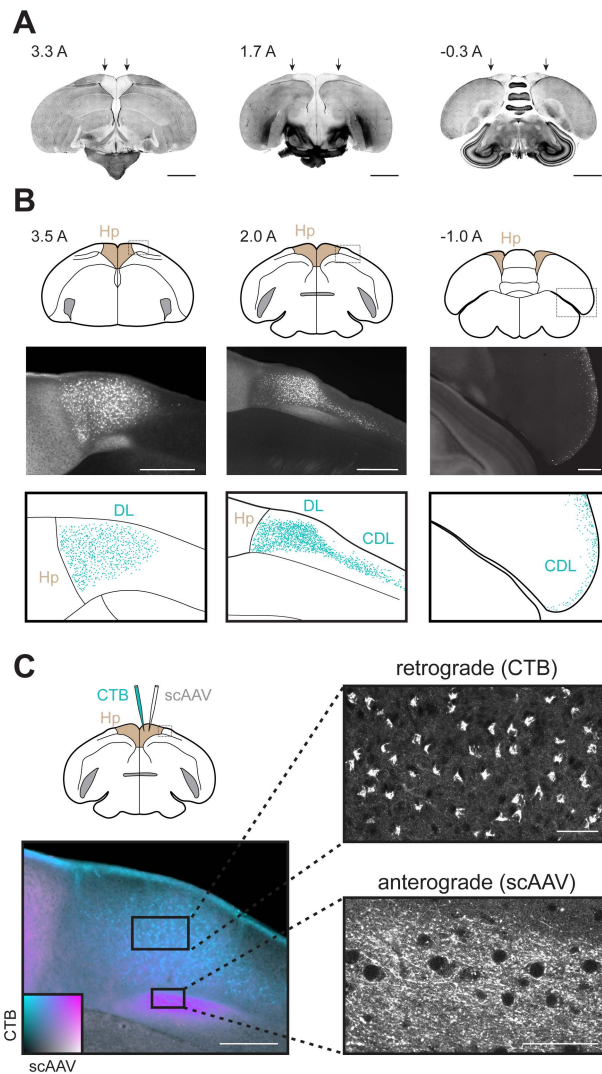 A
3.3 A
1.7 A
-0.3 A
B
3.5 A
Hp
2.0 A
Hp
-1.0 A
Hp
DL
Hp
DL
Hp
CDL
CDL
C
CTB
scAAV
Hp
retrograde (CTB)
anterograde (scAAV)
CTB
scAAV